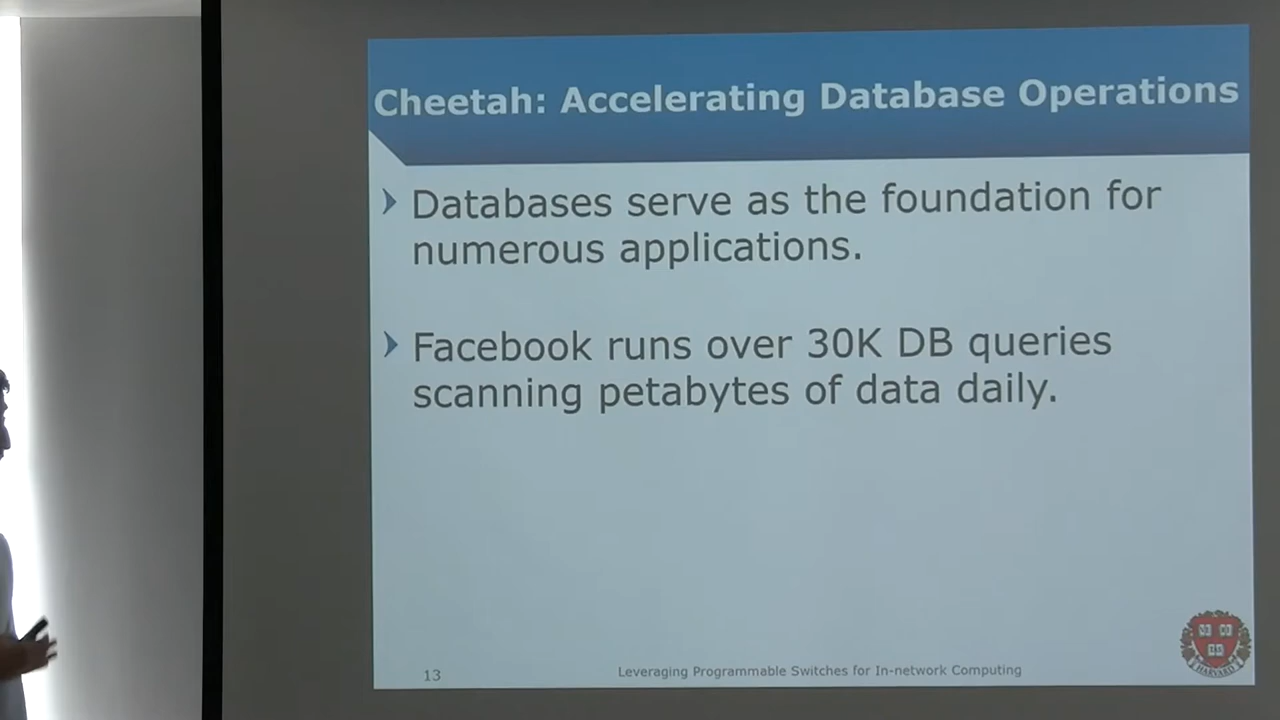 Cheetah: Accelerating Database Operations
Databases serve as the foundation for
numerous applications.
Facebook runs over 30K DB queries
scanning petabytes of data daily.
13
Leveraging Programmable Switches for In-network Computing
HARVARD